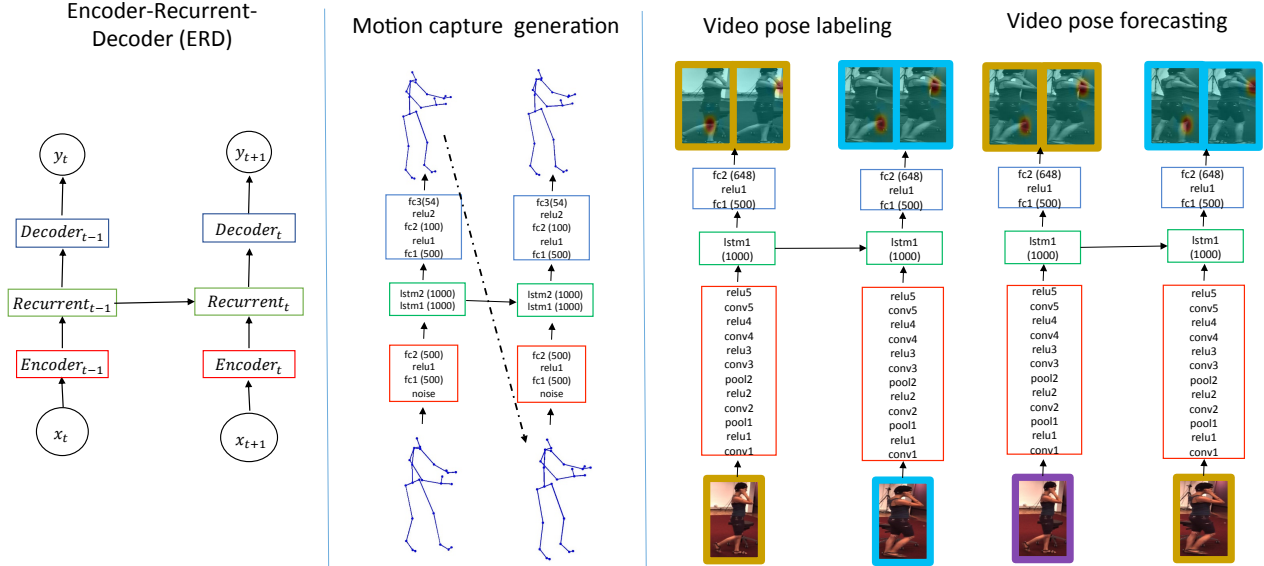 Encoder-Recurrent-
Decoder (ERD)
y_t
y_{t+1}
Decoder_{t−1}
Decoder_t
Recurrent_{t−1}
Recurrent_t
Encoder_{t−1}
Encoder_t
x_t
x_{t+1}
Motion capture generation
fc3(54)
relu2
fc2 (100)
relu1
fc1 (500)
fc3(54)
relu2
fc2 (100)
relu1
fc1 (500)
lstm2 (1000)
lstm1 (1000)
lstm2 (1000)
lstm1 (1000)
fc2 (500)
relu1
fc1 (500)
noise
fc2 (500)
relu1
fc1 (500)
noise
Video pose labeling
fc2 (648)
relu1
fc1 (500)
fc2 (648)
relu1
fc1 (500)
lstm1
(1000)
lstm1
(1000)
relu5
conv5
relu4
conv4
relu3
conv3
pool2
relu2
conv2
pool1
relu1
conv1
relu5
conv5
relu4
conv4
relu3
conv3
pool2
relu2
conv2
pool1
relu1
conv1
Video pose forecasting
fc2 (648)
relu1
fc1 (500)
fc2 (648)
relu1
fc1 (500)
lstm1
(1000)
lstm1
(1000)
relu5
conv5
relu4
conv4
relu3
conv3
pool2
relu2
conv2
pool1
relu1
conv1
relu5
conv5
relu4
conv4
relu3
conv3
pool2
relu2
conv2
pool1
relu1
conv1